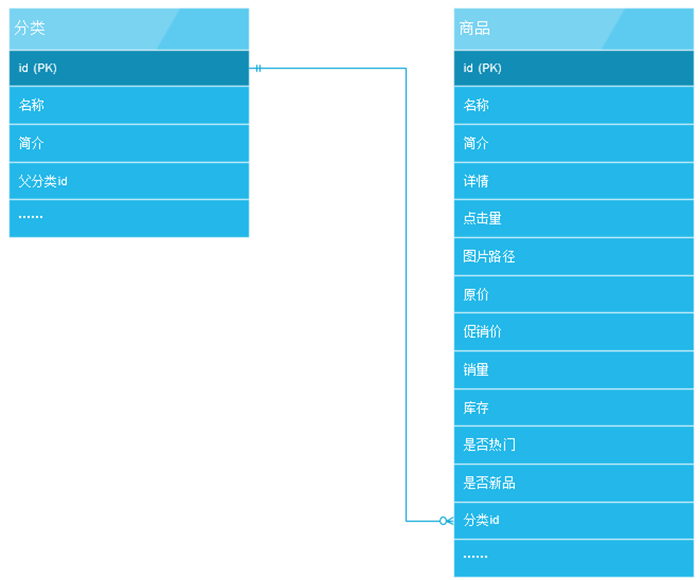 分类
id (PK)
名称
简介
父分类id
······
商品
id (PK)
名称
简介
详情
点击量
图片路径
原价
促销价
销量
库存
是否热门
是否新品
分类id
······